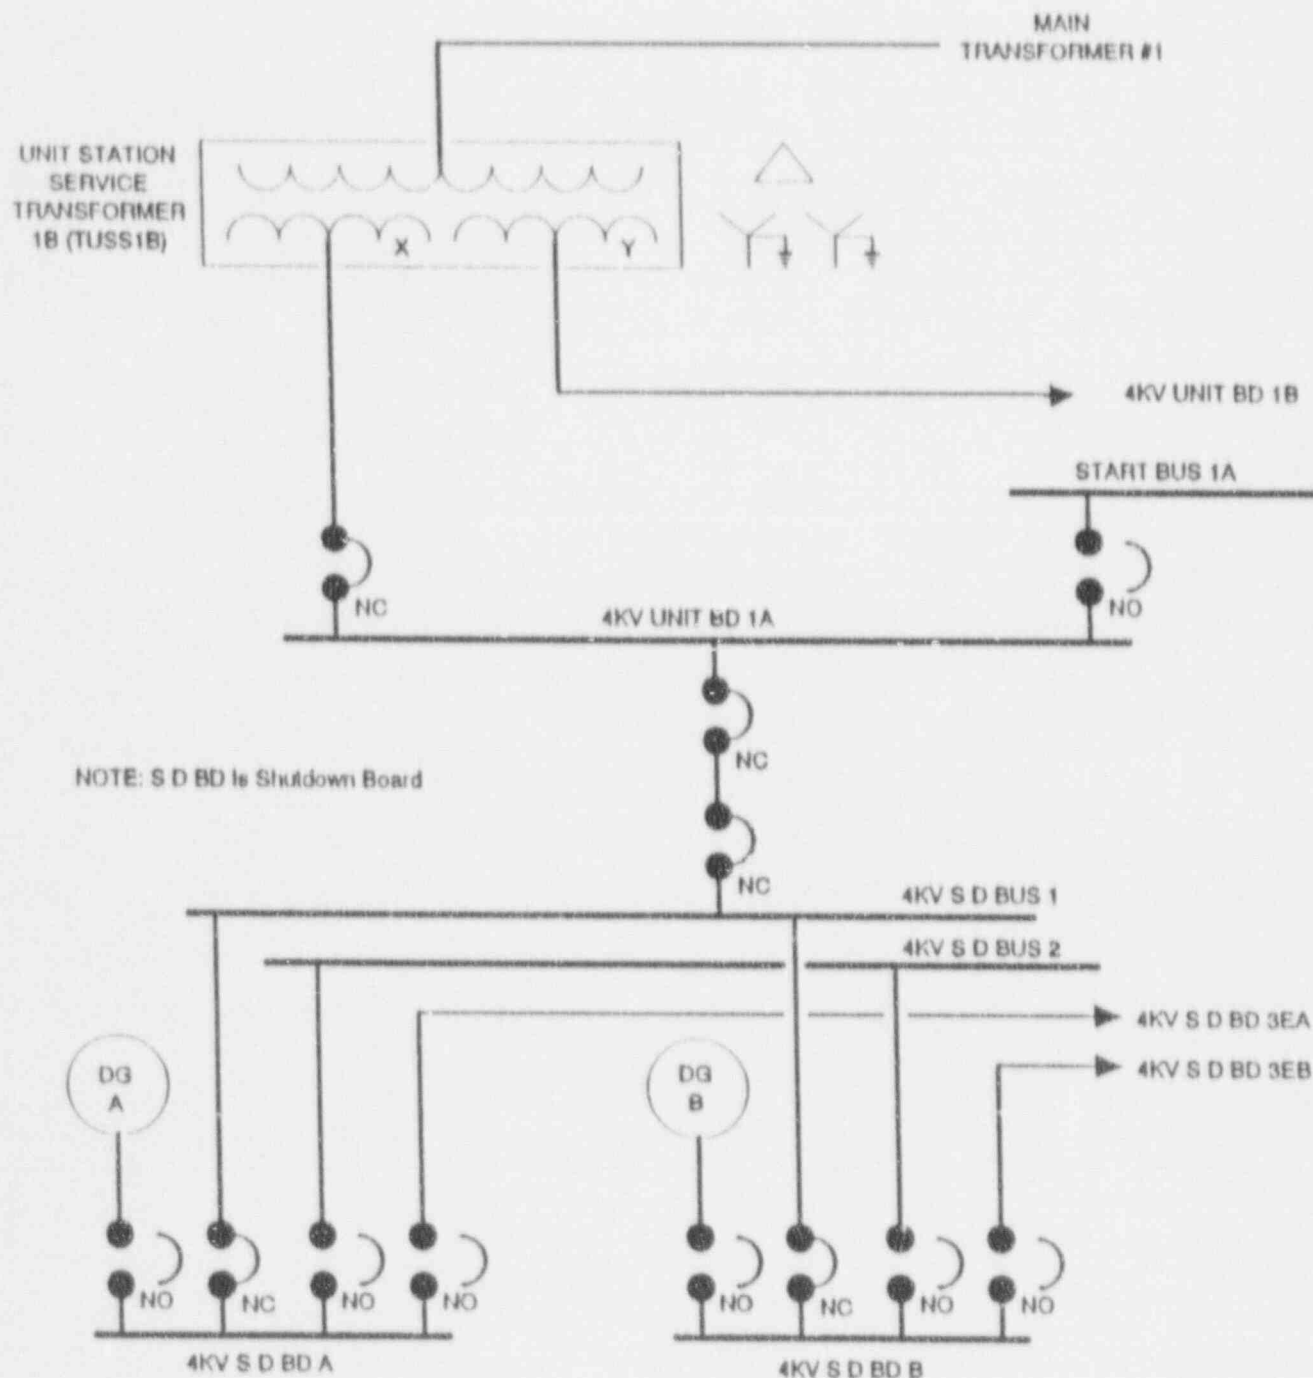 MAIN
TRANSFORMER #1
UNIT STATION
SERVICE
TRANSFORMER
1B (TUSS1B)
X
Y
4KV UNIT BD 1B
START BUS 1A
NC
4KV UNIT BD 1A
NO
NC
NOTE: S D BD Is Shutdown Board
NC
4KV S D BUS 1
4KV S D BUS 2
4KV S D BD 3EA
4KV S D BD 3EB
DG
A
DG
B
NO
NC
NO
NO
NO
NC
NO
NO
4KV S D BD A
4KV S D BD B